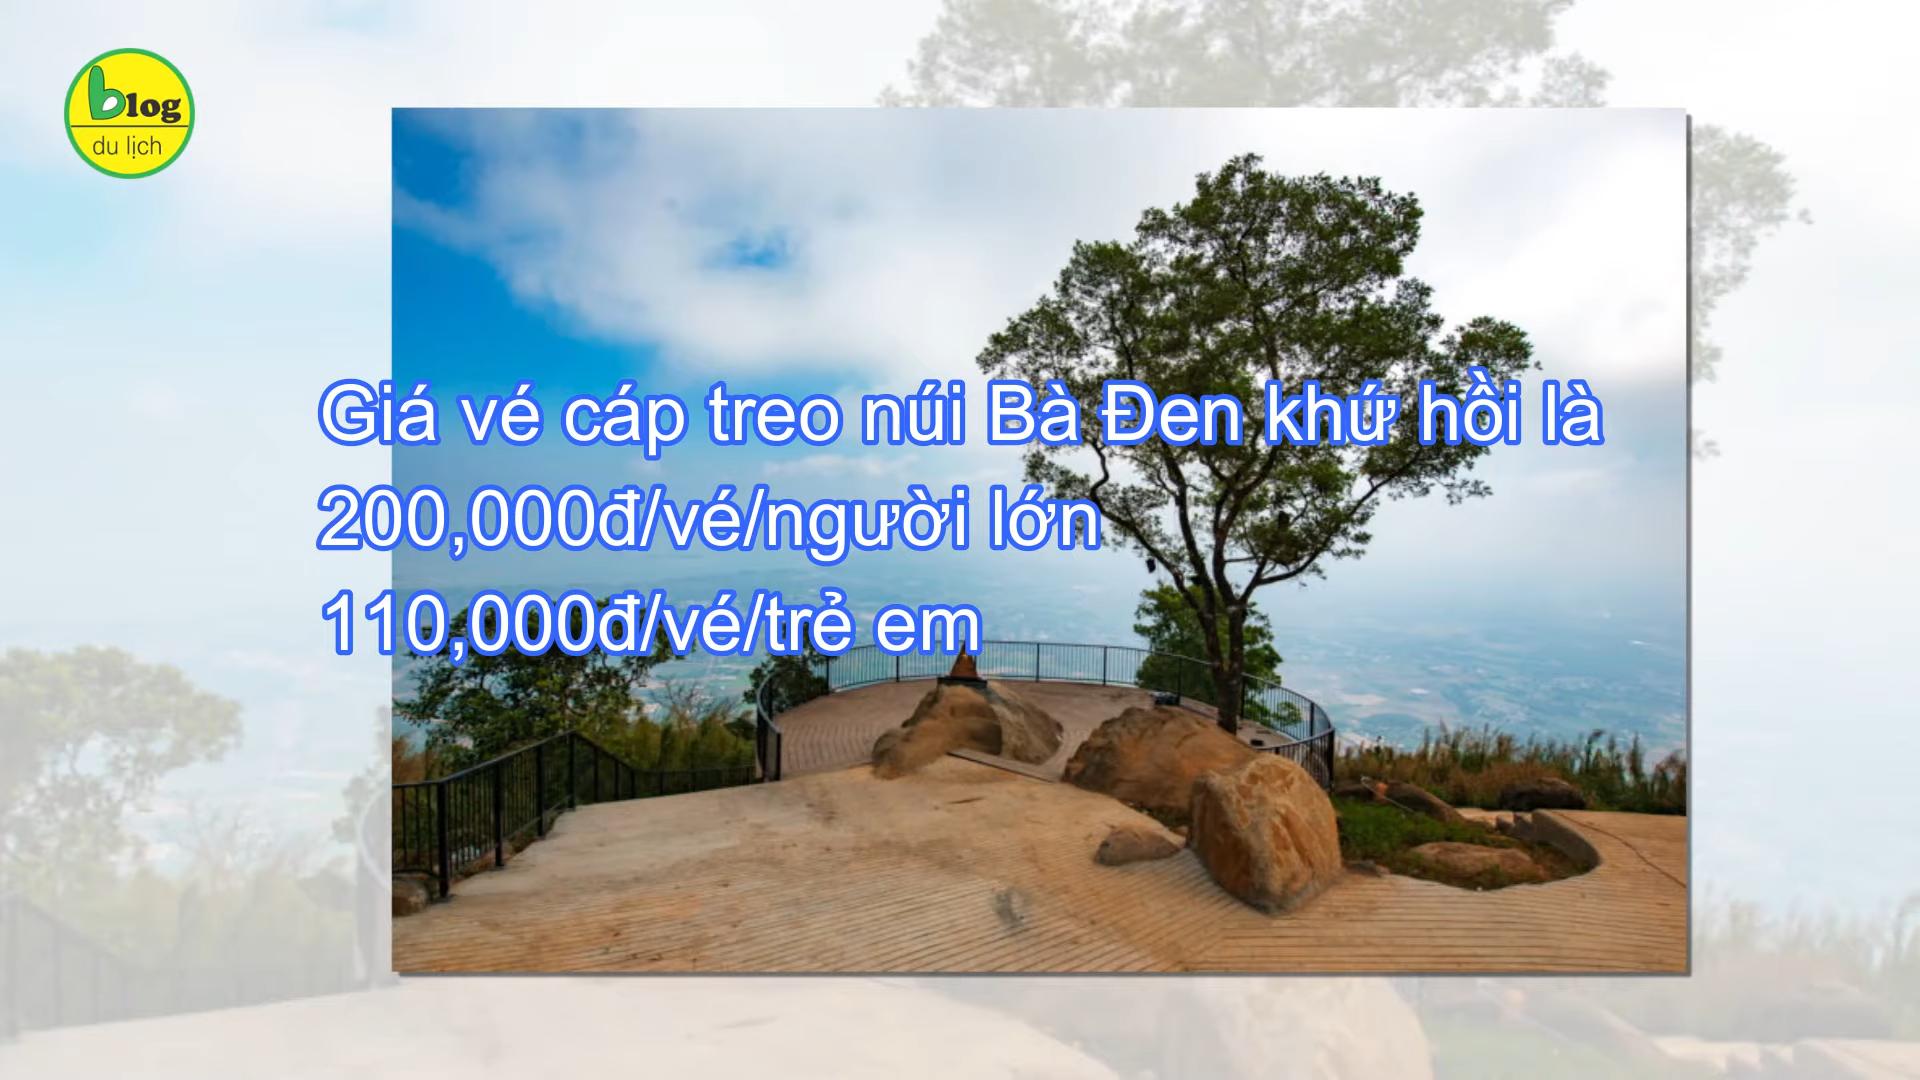 blog
du lịch
Giá vé cáp treo núi Bà Đen khứ hồi là
200,000đ/vé/người lớn
110,000đ/vé/trẻ em